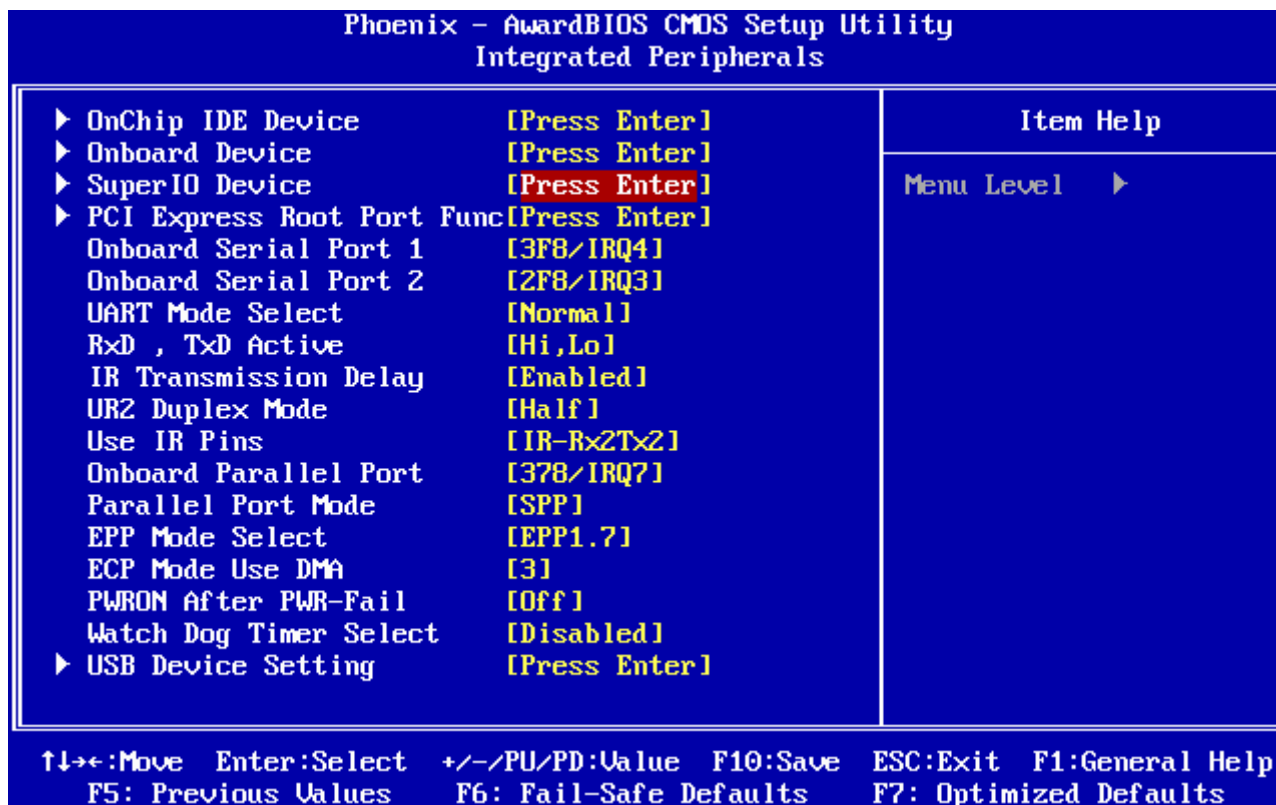 Phoenix - AwardBIOS CMOS Setup Utility
Integrated Peripherals
OnChip IDE Device [Press Enter]
Onboard Device [Press Enter]
SuperIO Device [Press Enter]
PCI Express Root Port Func[Press Enter]
Onboard Serial Port 1 [3F8/IRQ4]
Onboard Serial Port 2 [2F8/IRQ3]
UART Mode Select [Normal]
RxD , TxD Active [Hi,Lo]
IR Transmission Delay [Enabled]
UR2 Duplex Mode [Half]
Use IR Pins [IR-Rx2Tx2]
Onboard Parallel Port [378/IRQ7]
Parallel Port Mode [SPP]
EPP Mode Select [EPP1.7]
ECP Mode Use DMA [3]
PWRON After PWR-Fail [Off]
Watch Dog Timer Select [Disabled]
USB Device Setting [Press Enter]
Item Help
Menu Level
↑↓→←:Move Enter:Select +/-/PU/PD:Value F10:Save ESC:Exit F1:General Help
F5: Previous Values F6: Fail-Safe Defaults F7: Optimized Defaults